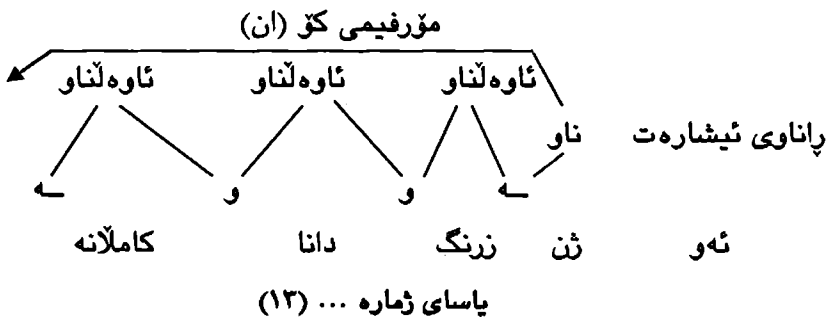 مۆرفیمی کۆ (ان)
ئاوەڵناو ئاوەڵناو ئاوەڵناو
ڕاناوی ئیشارەت ناو
ـە و و ـە
ئەو ژن زرنگ دانا کامڵانە
یاسای ژمارە ... (١٣)